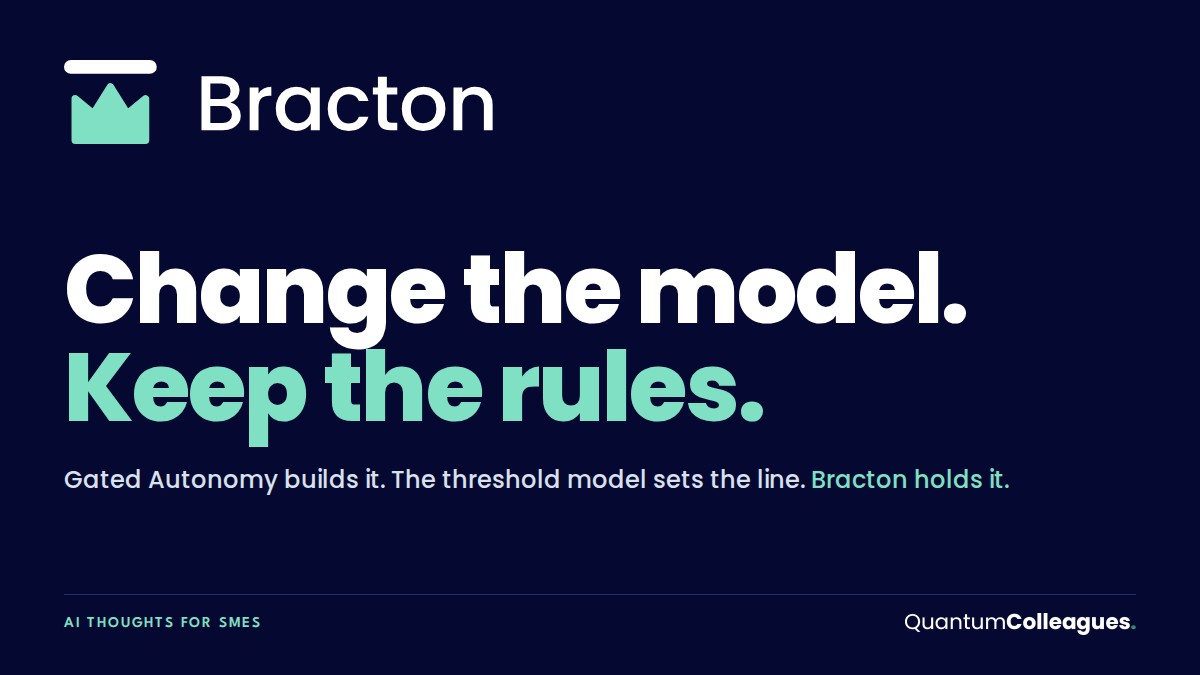 Bracton
Change the model.
Keep the rules.
Gated Autonomy builds it. The threshold model sets the line. Bracton holds it.
AI THOUGHTS FOR SMES
QuantumColleagues.